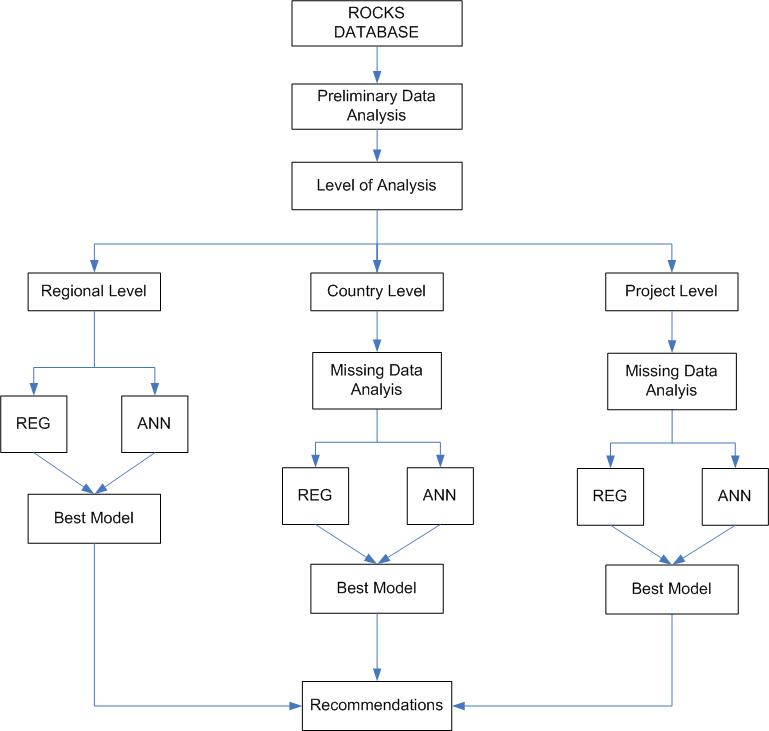 ROCKS
DATABASE
Preliminary Data
Analysis
Level of Analysis
Regional Level
Country Level
Project Level
Missing Data
Analyis
Missing Data
Analyis
REG
ANN
REG
ANN
REG
ANN
Best Model
Best Model
Best Model
Recommendations